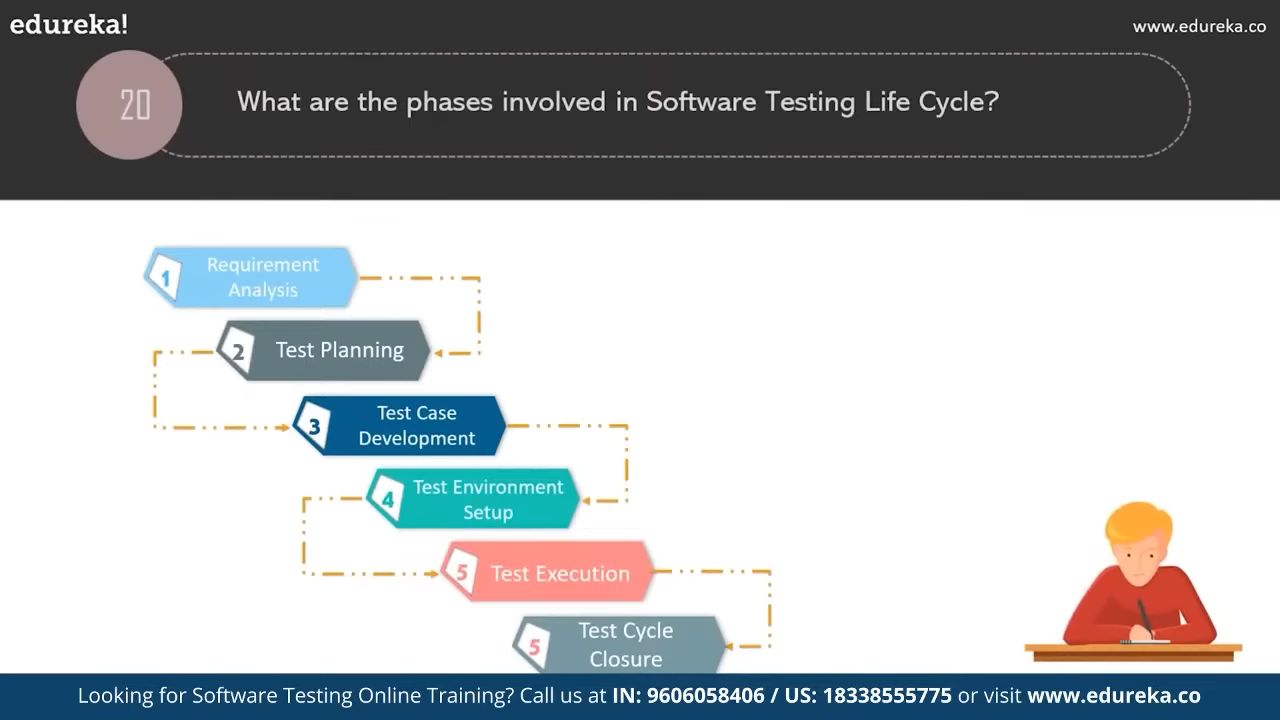 edureka!
www.edureka.co
20
What are the phases involved in Software Testing Life Cycle?
1
Requirement
Analysis
2
Test Planning
3
Test Case
Development
4
Test Environment
Setup
5
Test Execution
5
Test Cycle
Closure
Looking for Software Testing Online Training? Call us at IN: 9606058406 / US: 18338555775 or visit www.edureka.co